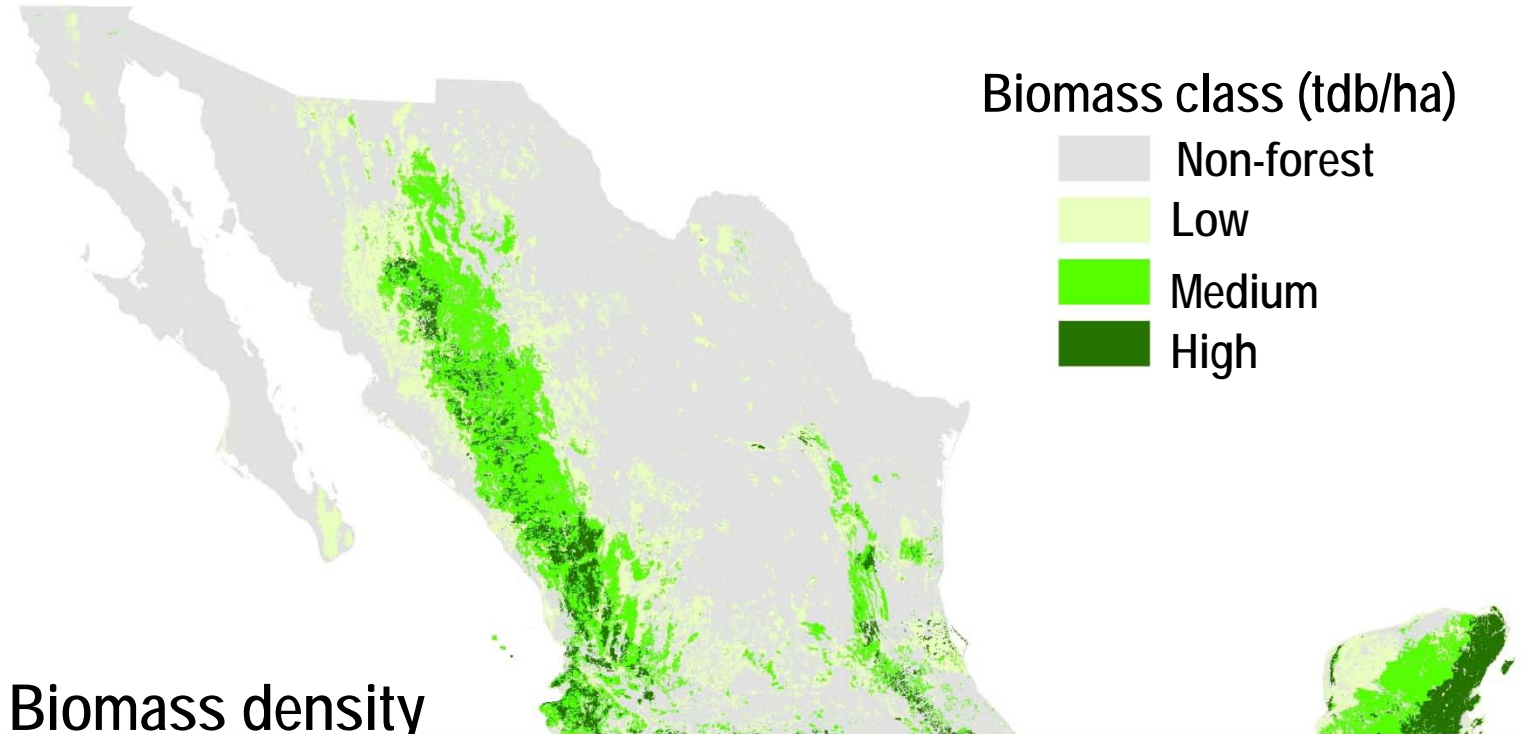 Biomass class (tdb/ha)
Non-forest
Low
Medium
High
Biomass density